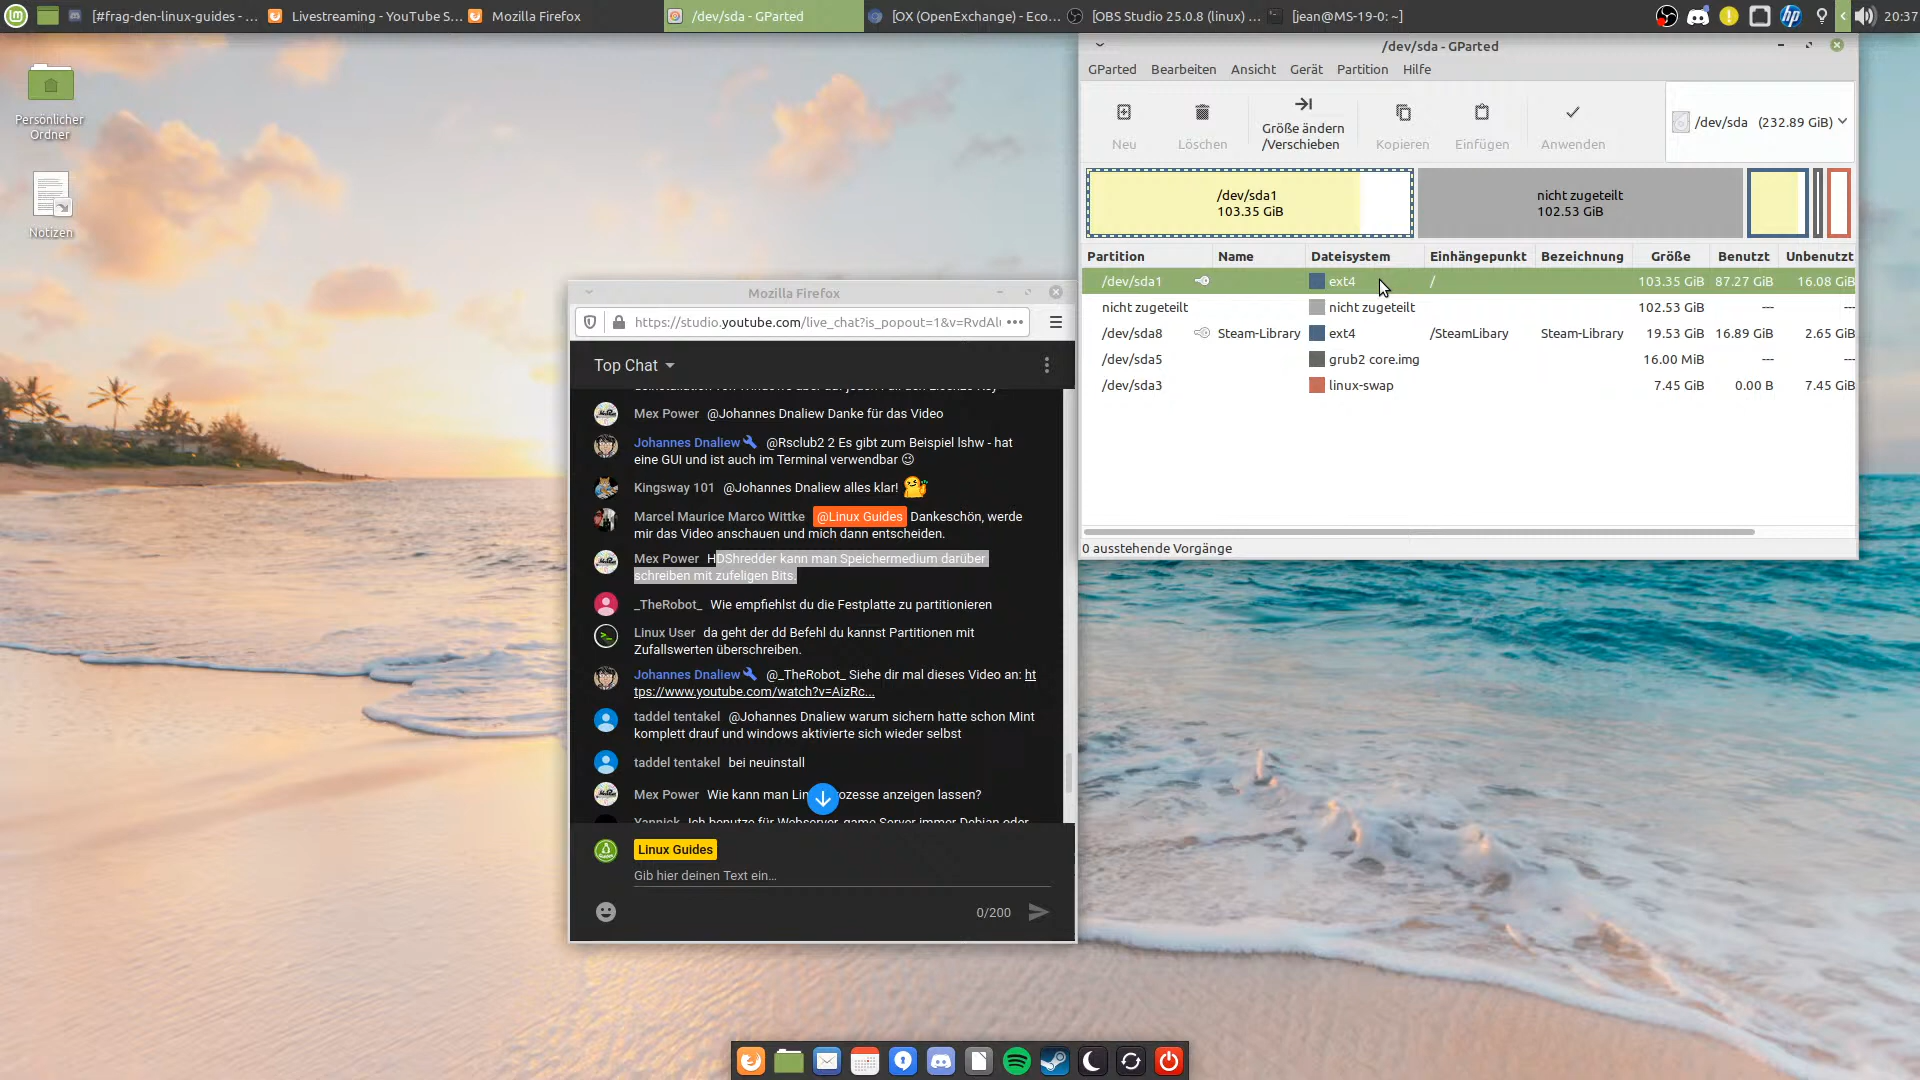 [#frag-den-linux-guides - ...
Livestreaming - YouTube S...
Mozilla Firefox
/dev/sda - GParted
[OX (OpenExchange) - Eco...
[OBS Studio 25.0.8 (linux) ...
[jean@MS-19-0: ~]
20:37
Persönlicher
Ordner
Notizen
/dev/sda - GParted
GParted Bearbeiten Ansicht Gerät Partition Hilfe
Neu
Löschen
Größe ändern
/Verschieben
Kopieren
Einfügen
Anwenden
/dev/sda (232.89 GiB)
/dev/sda1
103.35 GiB
nicht zugeteilt
102.53 GiB
Partition Name Dateisystem Einhängepunkt Bezeichnung Größe Benutzt Unbenutzt
/dev/sda1 ext4 / 103.35 GiB 87.27 GiB 16.08 GiB
nicht zugeteilt nicht zugeteilt 102.53 GiB --- ---
/dev/sda8 Steam-Library ext4 /SteamLibary Steam-Library 19.53 GiB 16.89 GiB 2.65 GiB
/dev/sda5 grub2 core.img 16.00 MiB --- ---
/dev/sda3 linux-swap 7.45 GiB 0.00 B 7.45 GiB
0 ausstehende Vorgänge
Mozilla Firefox
https://studio.youtube.com/live_chat?is_popout=1&v=RvdAl
Top Chat
Mex Power @Johannes Dnaliew Danke für das Video
Johannes Dnaliew @Rsclub2 2 Es gibt zum Beispiel lshw - hat
eine GUI und ist auch im Terminal verwendbar
Kingsway 101 @Johannes Dnaliew alles klar!
Marcel Maurice Marco Wittke @Linux Guides Dankeschön, werde
mir das Video anschauen und mich dann entscheiden.
Mex Power HDShredder kann man Speichermedium darüber
schreiben mit zufeligen Bits.
_TheRobot_ Wie empfiehlst du die Festplatte zu partitionieren
Linux User da geht der dd Befehl du kannst Partitionen mit
Zufallswerten überschreiben.
Johannes Dnaliew @_TheRobot_ Siehe dir mal dieses Video an: ht
tps://www.youtube.com/watch?v=AizRc...
taddel tentakel @Johannes Dnaliew warum sichern hatte schon Mint
komplett drauf und windows aktivierte sich wieder selbst
taddel tentakel bei neuinstall
Mex Power Wie kann man Lin ozesse anzeigen lassen?
Yannick Ich benutze für Webserver, game Server immer Debian oder
Linux Guides
Gib hier deinen Text ein...
0/200